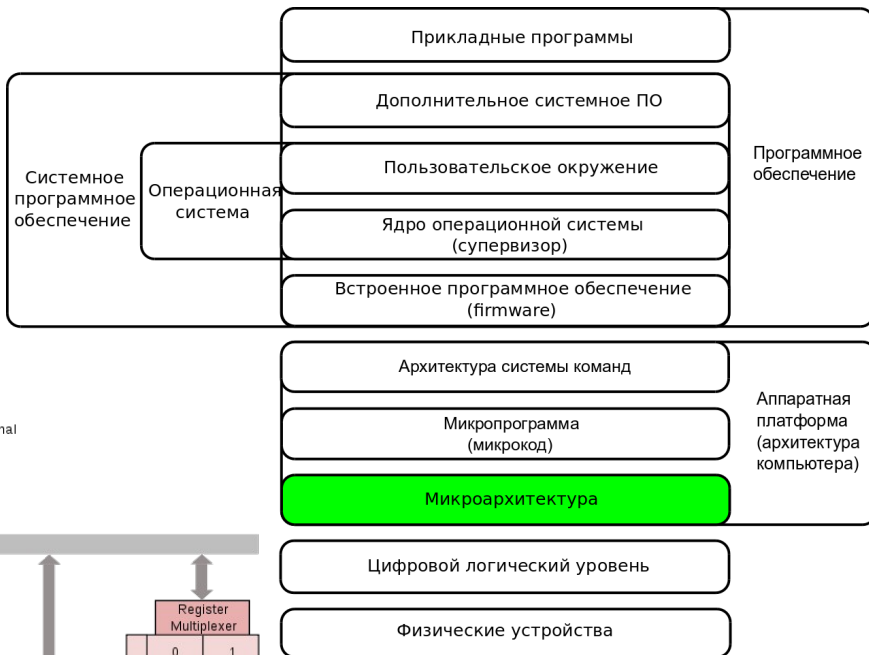 Прикладные программы
Дополнительное системное ПО
Пользовательское окружение
Ядро операционной системы
(супервизор)
Встроенное программное обеспечение
(firmware)
Системное
программное
обеспечение
Операционная
система
Программное
обеспечение
Архитектура системы команд
Микропрограмма
(микрокод)
Микроархитектура
Аппаратная
платформа
(архитектура
компьютера)
Цифровой логический уровень
Физические устройства
Register
Multiplexer
0 1